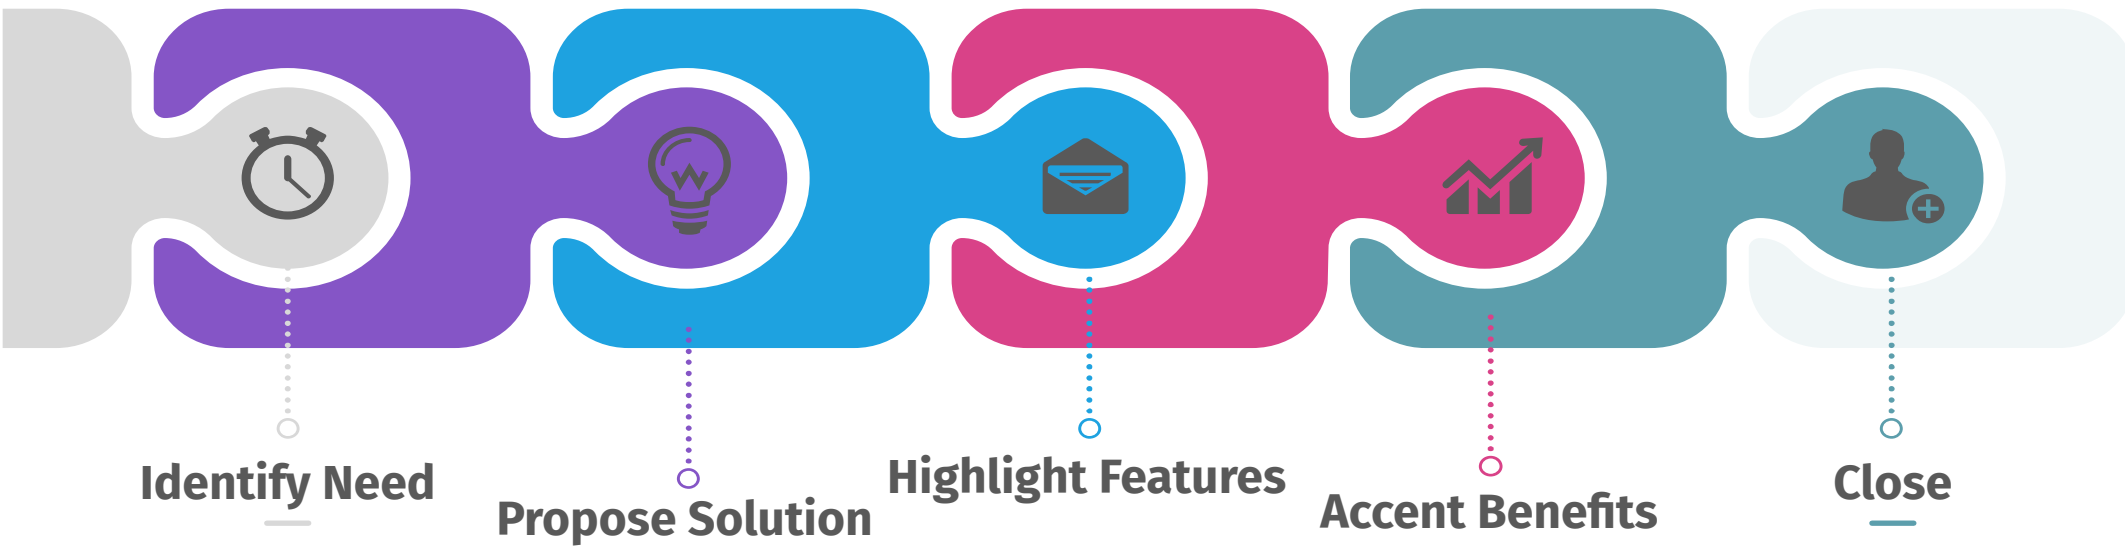 Identify Need
Propose Solution
Highlight Features
Accent Benefits
Close